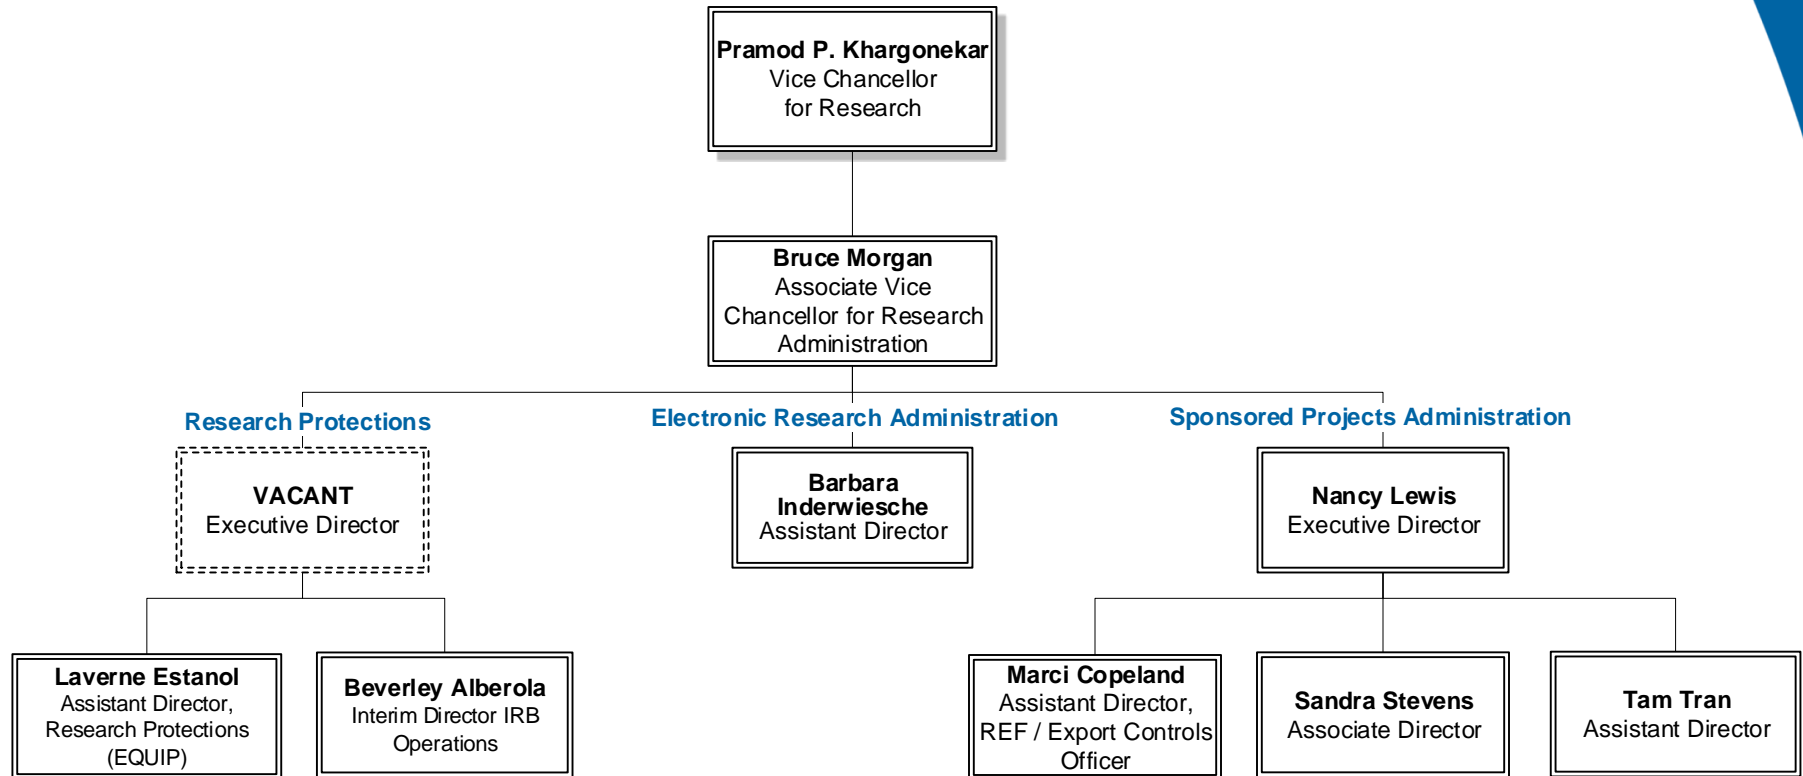 Pramod P. Khargonekar
Vice Chancellor
for Research
Bruce Morgan
Associate Vice
Chancellor for Research
Administration
Research Protections
Electronic Research Administration
Sponsored Projects Administration
VACANT
Executive Director
Barbara
Inderwiesche
Assistant Director
Nancy Lewis
Executive Director
Laverne Estanol
Assistant Director,
Research Protections
(EQUIP)
Beverley Alberola
Interim Director IRB
Operations
Marci Copeland
Assistant Director,
REF / Export Controls
Officer
Sandra Stevens
Associate Director
Tam Tran
Assistant Director